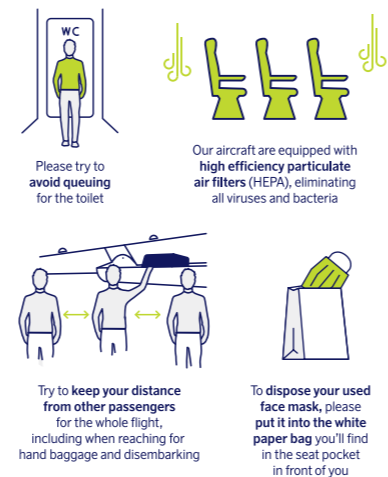 WC
Please try to
avoid queuing
for the toilet
Our aircraft are equipped with
high efficiency particulate
air filters (HEPA), eliminating
all viruses and bacteria
Try to keep your distance
from other passengers
for the whole flight,
including when reaching for
hand baggage and disembarking
To dispose your used
face mask, please
put it into the white
paper bag you'll find
in the seat pocket
in front of you